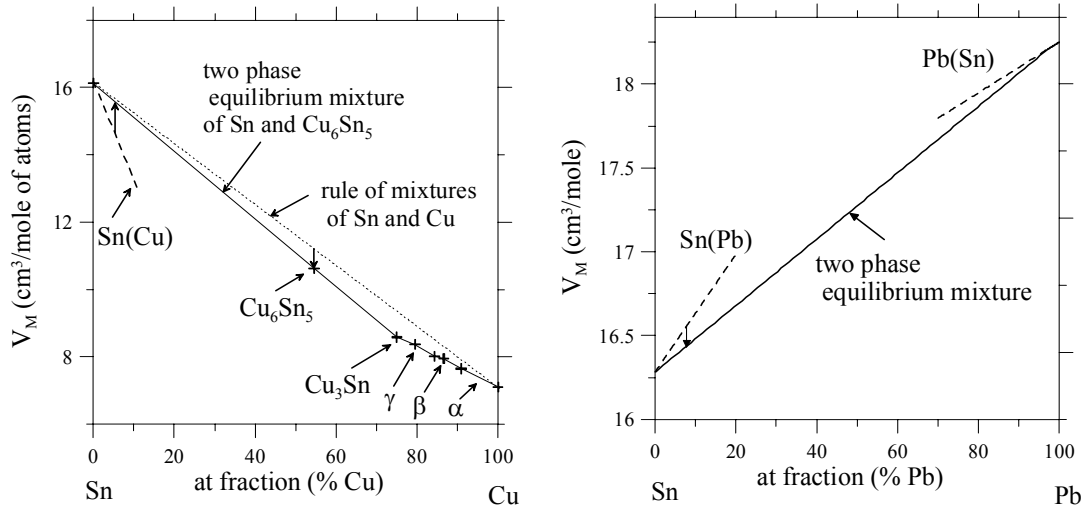 V_M (cm³/mole of atoms)
16
12
8
two phase
equilibrium mixture
of Sn and Cu₆Sn₅
rule of mixtures
of Sn and Cu
Sn(Cu)
Cu₆Sn₅
Cu₃Sn
γ
β
α
0 20 40 60 80 100
at fraction (% Cu)
Sn
Cu
V_M (cm³/mole)
18
17.5
17
16.5
16
Pb(Sn)
Sn(Pb)
two phase
equilibrium mixture
0 20 40 60 80 100
at fraction (% Pb)
Sn
Pb